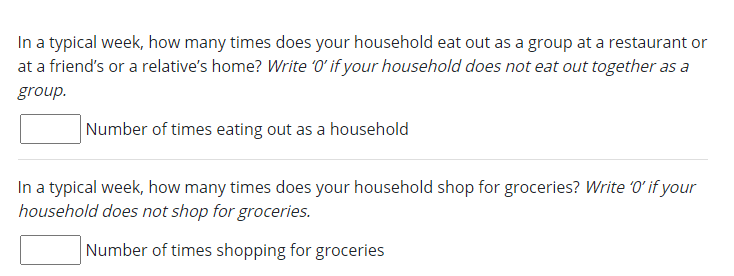 In a typical week, how many times does your household eat out as a group at a restaurant or
at a friend’s or a relative’s home? Write ‘0’ if your household does not eat out together as a
group.
Number of times eating out as a household
In a typical week, how many times does your household shop for groceries? Write ‘0’ if your
household does not shop for groceries.
Number of times shopping for groceries